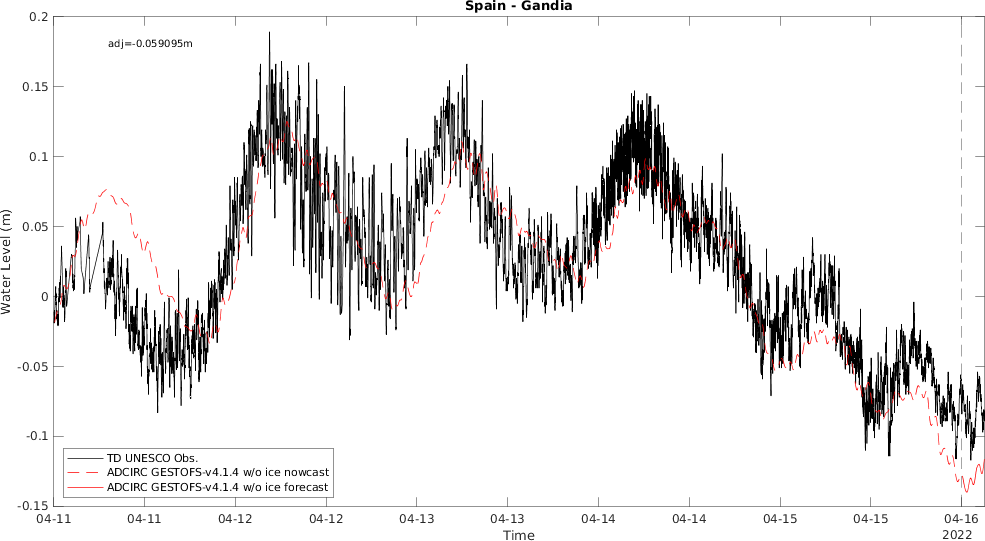 Spain - Gandia
adj=-0.059095m
0.2
0.15
0.1
0.05
0
-0.05
-0.1
-0.15
Water Level (m)
TD UNESCO Obs.
ADCIRC GESTOFS-v4.1.4 w/o ice nowcast
ADCIRC GESTOFS-v4.1.4 w/o ice forecast
04-11 04-11 04-12 04-12 04-13 04-13 04-14 04-14 04-15 04-15 04-16
Time 2022